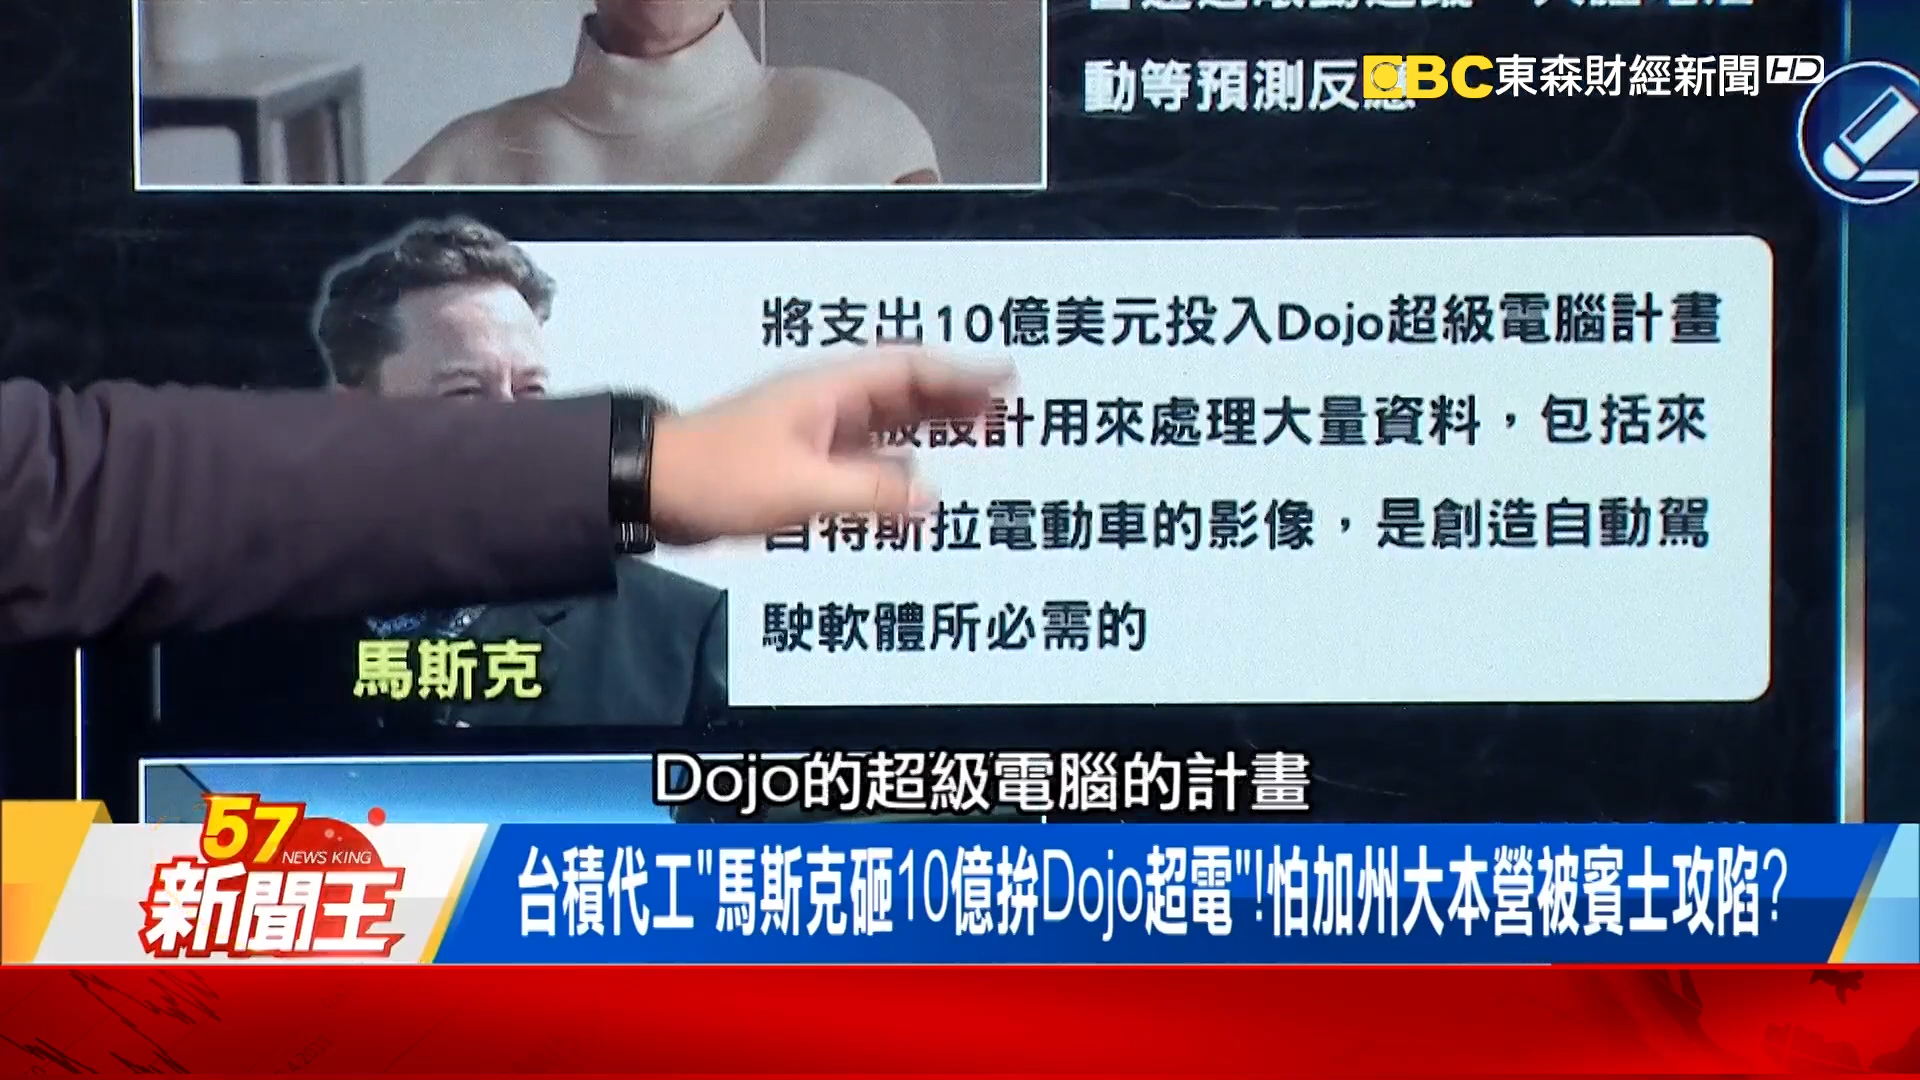 動等預測反應
EBC東森財經新聞HD
將支出10億美元投入Dojo超級電腦計畫
被設計用來處理大量資料，包括來
自特斯拉電動車的影像，是創造自動駕
駛軟體所必需的
馬斯克
Dojo的超級電腦的計畫
57
NEWS KING
新聞王
台積代工"馬斯克砸10億拚Dojo超電"!怕加州大本營被賓士攻陷?